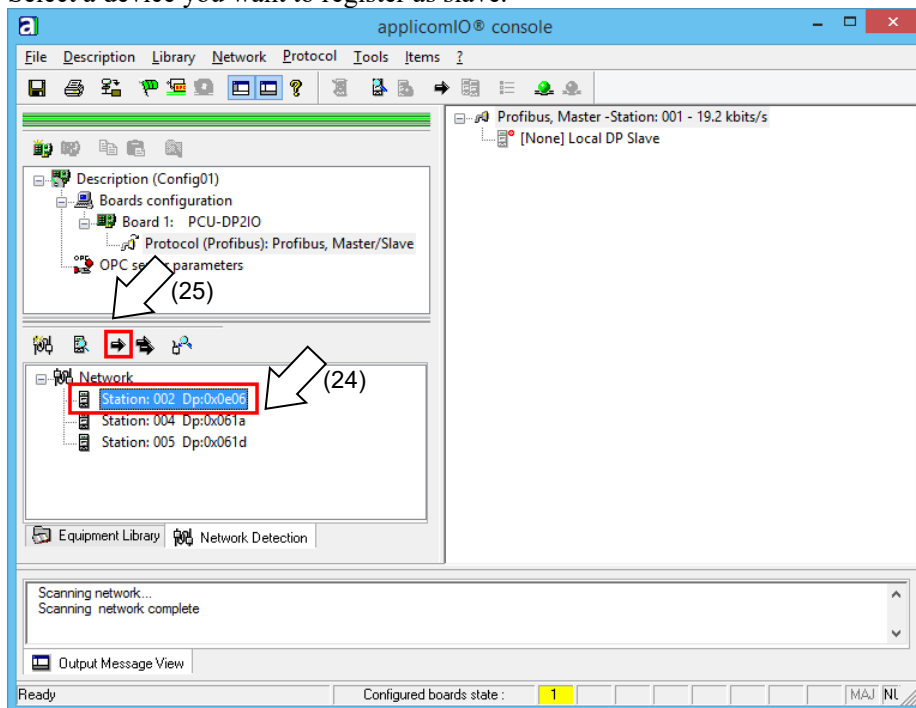 Select a device you want to register as slave.
applicomIO® console
File Description Library Network Protocol Tools Items ?
Profibus, Master -Station: 001 - 19.2 kbits/s
[None] Local DP Slave
Description (Config01)
Boards configuration
Board 1: PCU-DP2IO
Protocol (Profibus): Profibus, Master/Slave
OPC server parameters
(25)
Network
(24)
Station: 002 Dp:0x0e06
Station: 004 Dp:0x061a
Station: 005 Dp:0x061d
Equipment Library Network Detection
Scanning network...
Scanning network complete
Output Message View
Ready Configured boards state : 1 MAJ NL